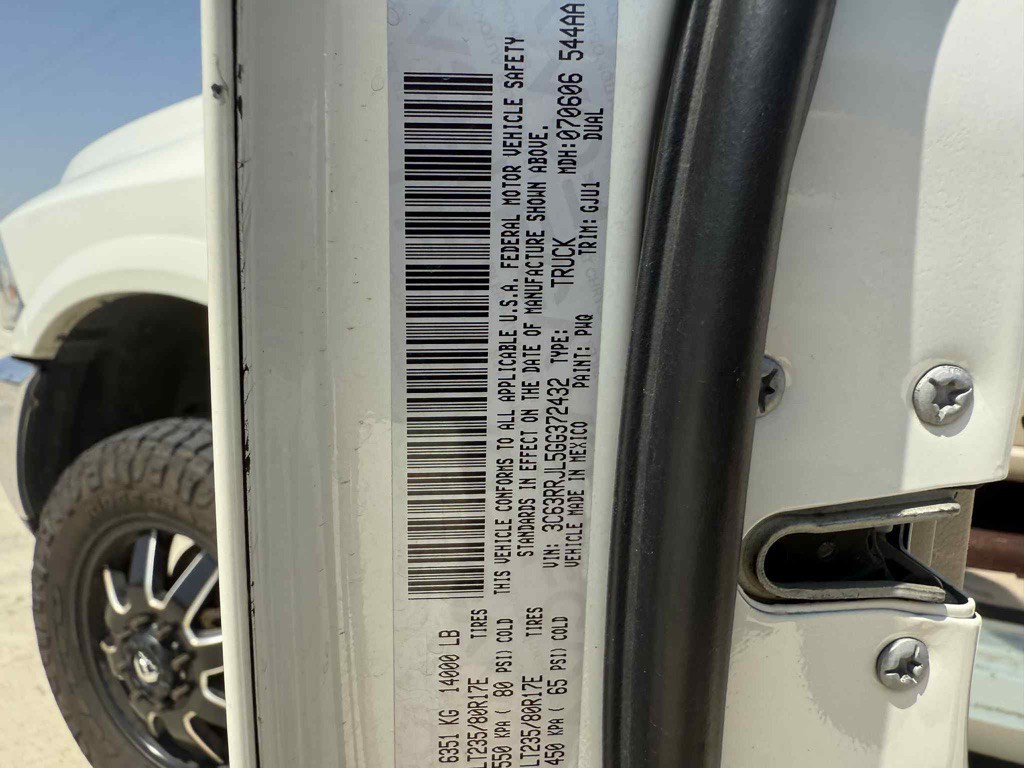 6351 KG 14000 LB
LT235/80R17E TIRES
550 KPA ( 80 PSI) COLD
LT235/80R17E TIRES
450 KPA ( 65 PSI) COLD
THIS VEHICLE CONFORMS TO ALL APPLICABLE U.S.A. FEDERAL MOTOR VEHICLE SAFETY
STANDARDS IN EFFECT ON THE DATE OF MANUFACTURE SHOWN ABOVE.
VIN: 3C63RRJL5GG372432 TYPE: TRUCK MDH:070606 544AA
VEHICLE MADE IN MEXICO PAINT: PWQ TRIM: GJU1 DUAL